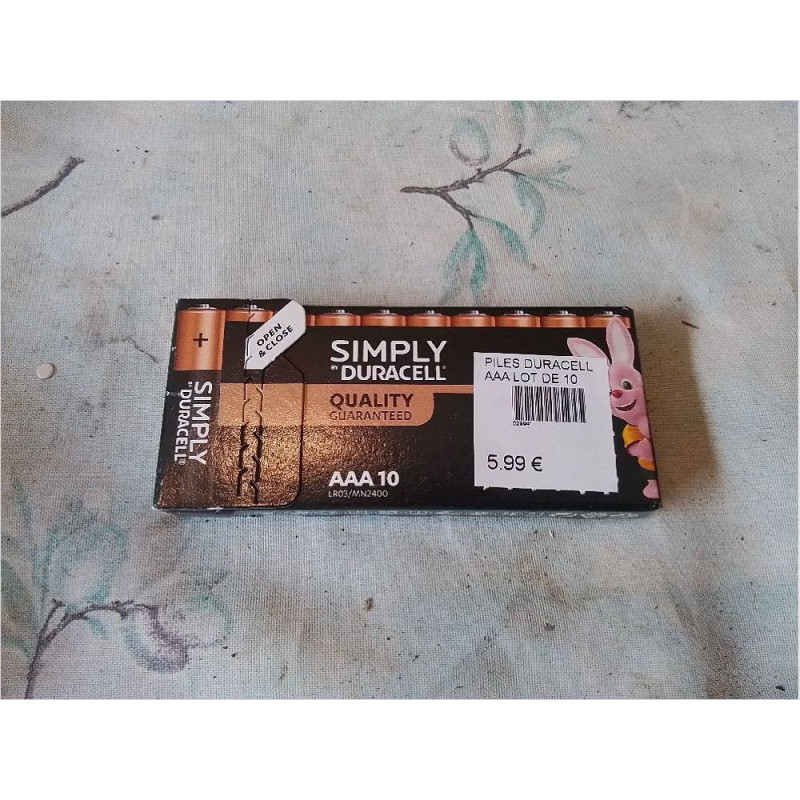 OPEN
& CLOSE
+
SIMPLY
BY DURACELL®
SIMPLY
BY DURACELL®
QUALITY
GUARANTEED
AAA 10
LR03/MN2400
PILES DURACELL
AAA LOT DE 10
5.99 €